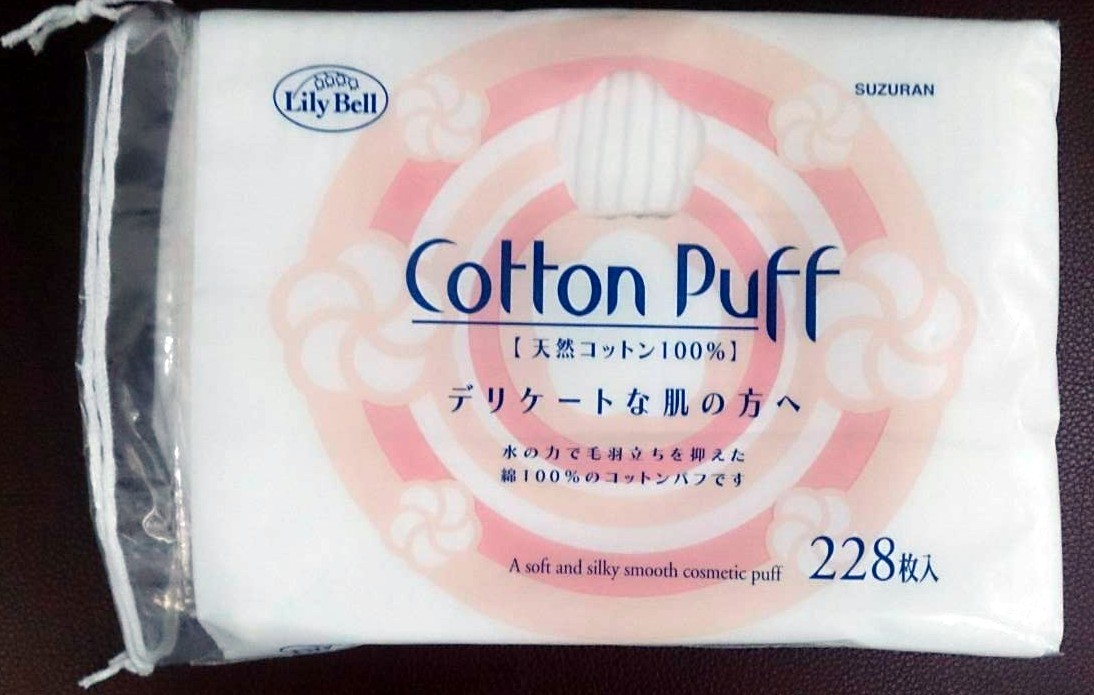 Lily Bell
SUZURAN
Cotton Puff
【天然コットン100%】
デリケートな肌の方へ
水の力で毛羽立ちを抑えた
綿100%のコットンパフです
A soft and silky smooth cosmetic puff
228枚入